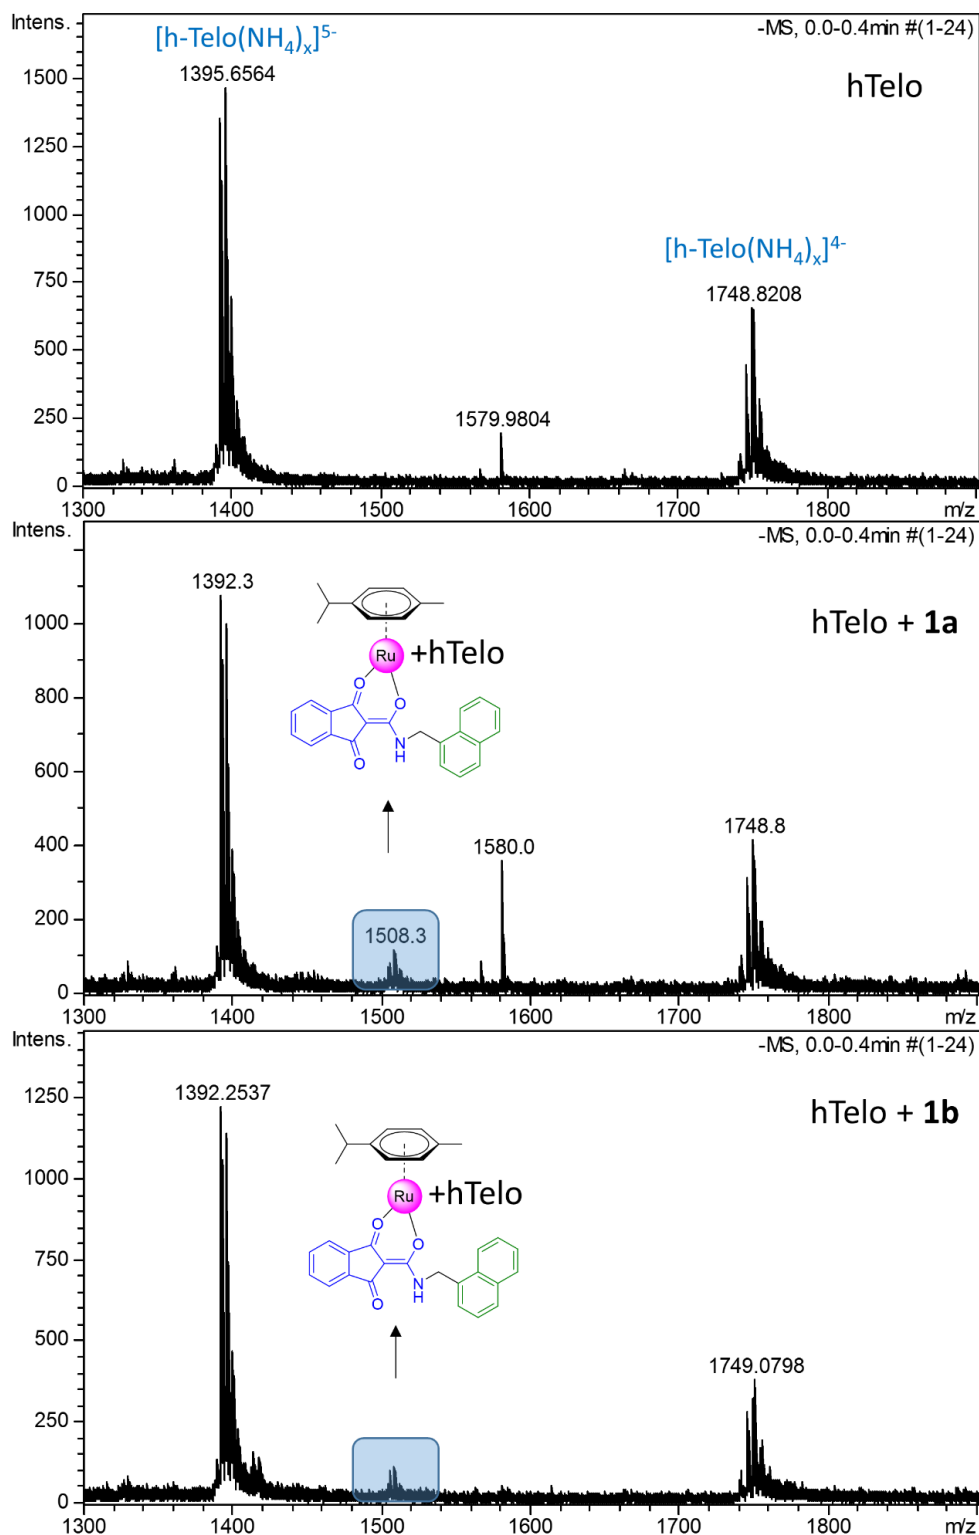 Intens.
-MS, 0.0-0.4min #(1-24)
[h-Telo(NH₄)ₓ]⁵⁻
1395.6564
hTelo
1500
1250
1000
[h-Telo(NH₄)ₓ]⁴⁻
750
1748.8208
500
250
1579.9804
0
1300 1400 1500 1600 1700 1800 m/z
Intens.
-MS, 0.0-0.4min #(1-24)
1392.3
hTelo + 1a
1000
Ru +hTelo
800
O
O
N
H
O
600
400
1748.8
1580.0
200
1508.3
0
1300 1400 1500 1600 1700 1800 m/z
Intens.
-MS, 0.0-0.4min #(1-24)
1392.2537
hTelo + 1b
1250
1000
Ru +hTelo
O
O
750
N
H
O
500
1749.0798
250
0
1300 1400 1500 1600 1700 1800 m/z